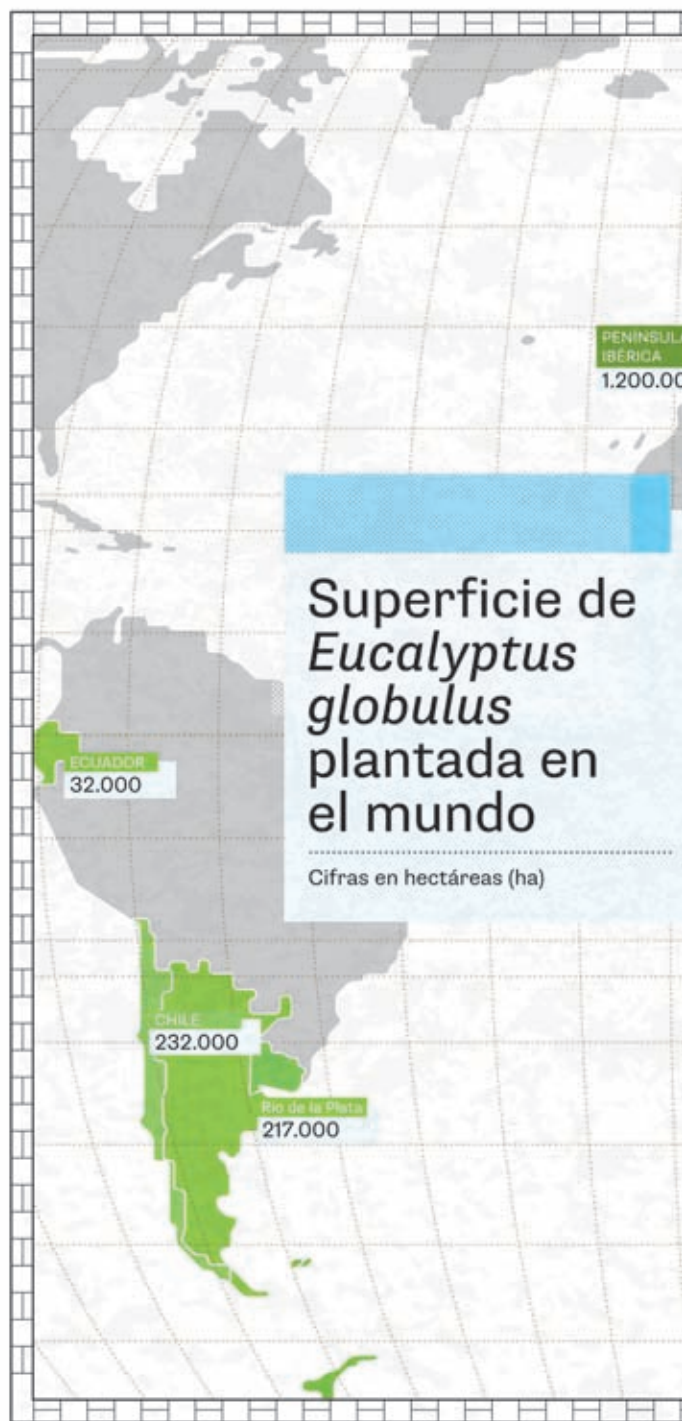 PENÍNSULA
IBÉRICA
1.200.00
Superficie de
Eucalyptus
globulus
plantada en
el mundo
Cifras en hectáreas (ha)
ECUADOR
32.000
CHILE
232.000
Río de la Plata
217.000